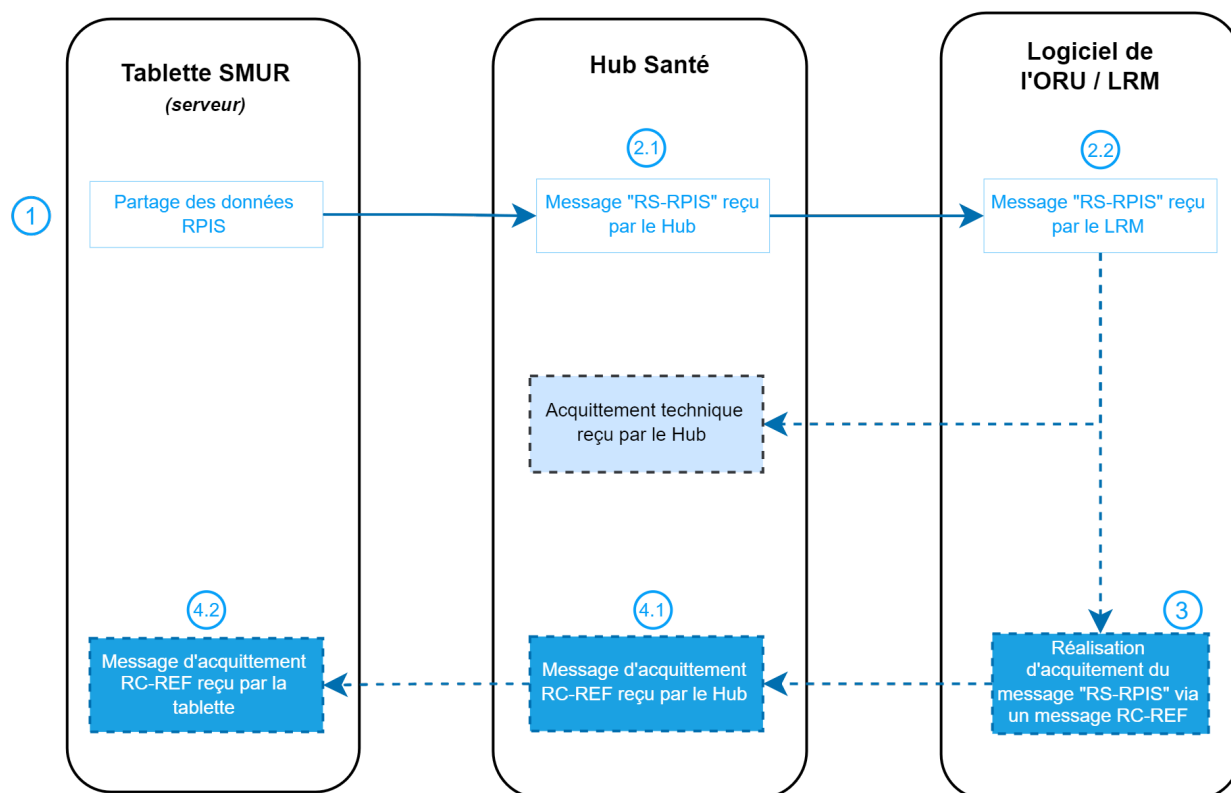 Tablette SMUR
(serveur)
Hub Santé
Logiciel de
l'ORU / LRM
1
Partage des données
RPIS
2.1
Message "RS-RPIS" reçu
par le Hub
2.2
Message "RS-RPIS" reçu
par le LRM
Acquittement technique
reçu par le Hub
4.2
Message d'acquittement
RC-REF reçu par la
tablette
4.1
Message d'acquittement
RC-REF reçu par le Hub
3
Réalisation
d'acquitement du
message "RS-RPIS" via
un message RC-REF